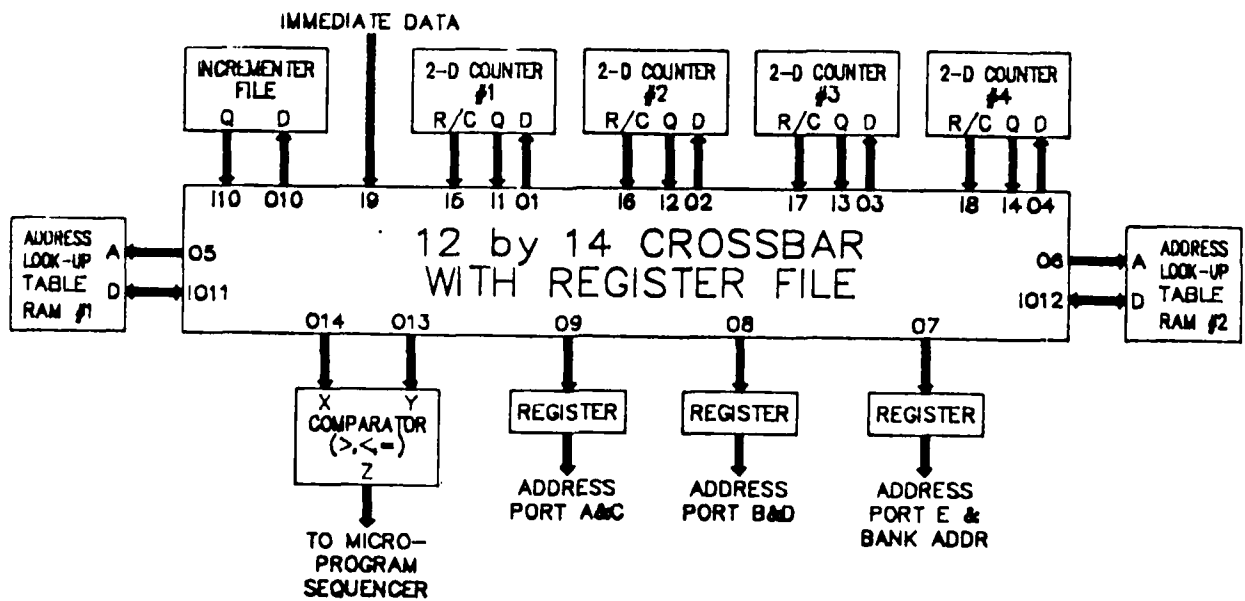 IMMEDIATE DATA
INCREMENTER
FILE
Q D
2-D COUNTER
#1
R/C Q D
2-D COUNTER
#2
R/C Q D
2-D COUNTER
#3
R/C Q D
2-D COUNTER
#4
R/C Q D
I10 O10 I9 I5 I1 O1 I6 I2 O2 I7 I3 O3 I8 I4 O4
ADDRESS
LOOK-UP
TABLE
RAM #1
A
D
O5
IO11
12 by 14 CROSSBAR
WITH REGISTER FILE
O6
IO12
A
D
ADDRESS
LOOK-UP
TABLE
RAM #2
O14 O13 O9 O8 O7
X Y
COMPARATOR
(>,<,=)
Z
REGISTER
REGISTER
REGISTER
ADDRESS
PORT A&C
ADDRESS
PORT B&D
ADDRESS
PORT E &
BANK ADDR
TO MICRO-
PROGRAM
SEQUENCER